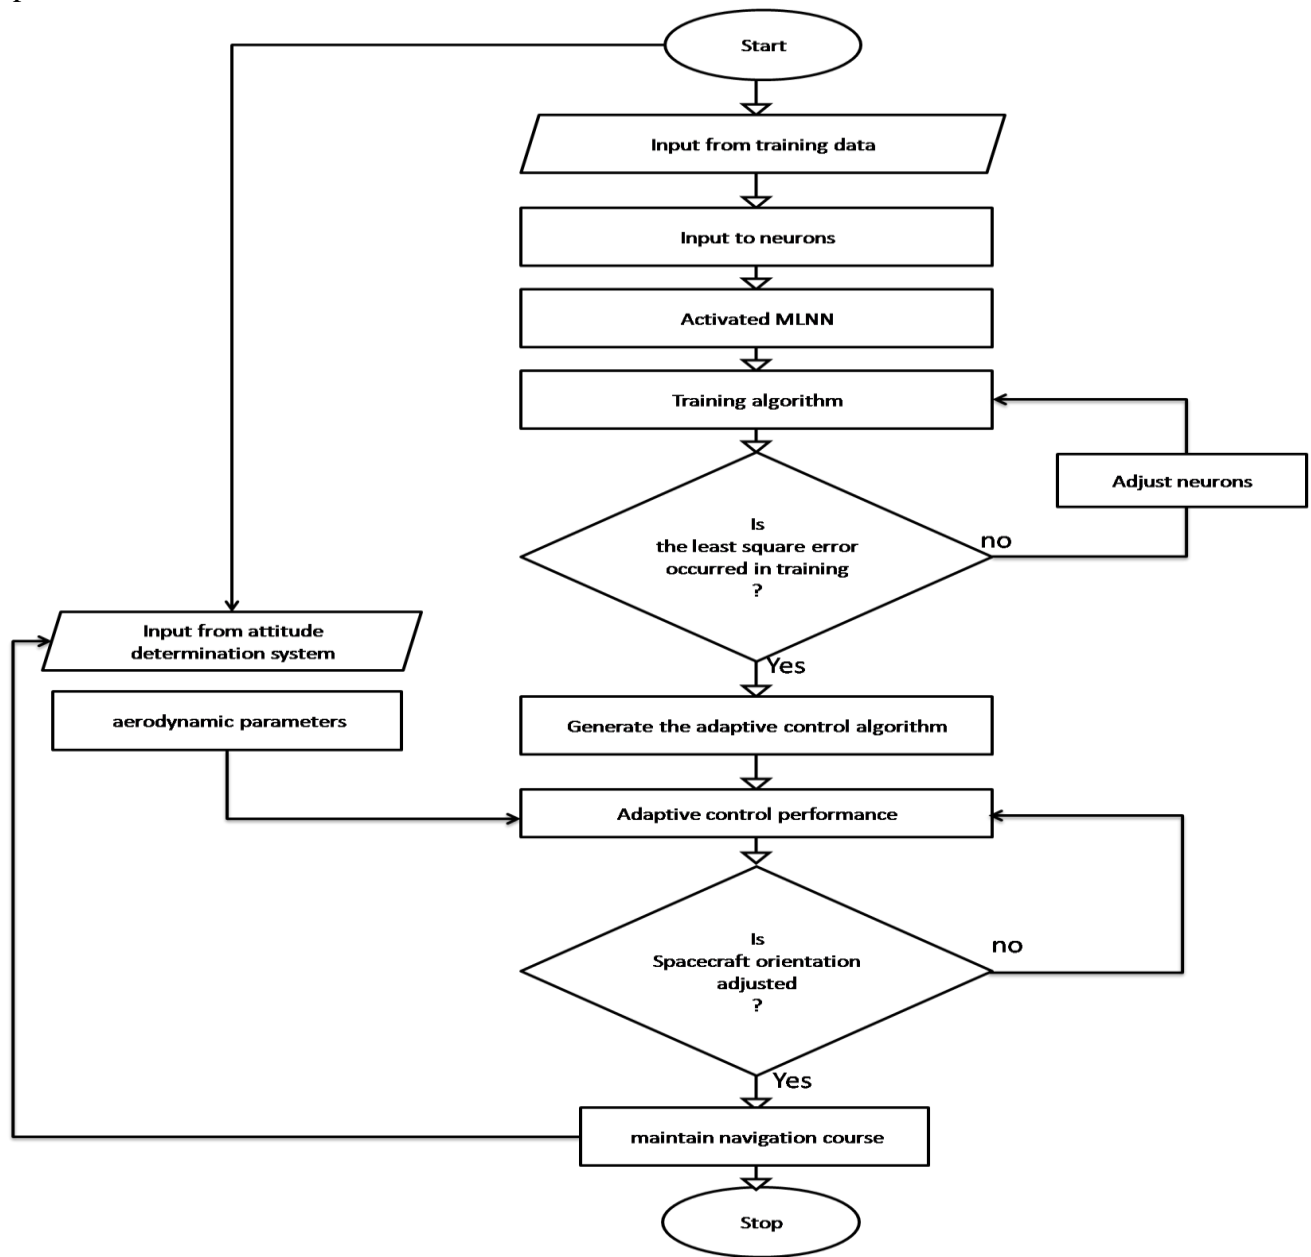 Start
Input from training data
Input to neurons
Activated MLNN
Training algorithm
Adjust neurons
Is
the least square error
occurred in training
?
no
Yes
Input from attitude
determination system
aerodynamic parameters
Generate the adaptive control algorithm
Adaptive control performance
Is
Spacecraft orientation
adjusted
?
no
Yes
maintain navigation course
Stop